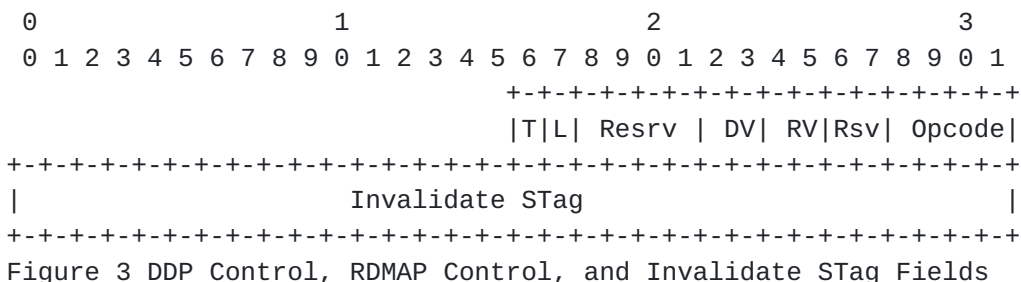 0                   1                   2                   3
 0 1 2 3 4 5 6 7 8 9 0 1 2 3 4 5 6 7 8 9 0 1 2 3 4 5 6 7 8 9 0 1
                                +-+-+-+-+-+-+-+-+-+-+-+-+-+-+-+-+
                                |T|L| Resrv | DV| RV|Rsv| Opcode|
+-+-+-+-+-+-+-+-+-+-+-+-+-+-+-+-+-+-+-+-+-+-+-+-+-+-+-+-+-+-+-+-+
|                     Invalidate STag                           |
+-+-+-+-+-+-+-+-+-+-+-+-+-+-+-+-+-+-+-+-+-+-+-+-+-+-+-+-+-+-+-+-+
Figure 3 DDP Control, RDMAP Control, and Invalidate STag Fields